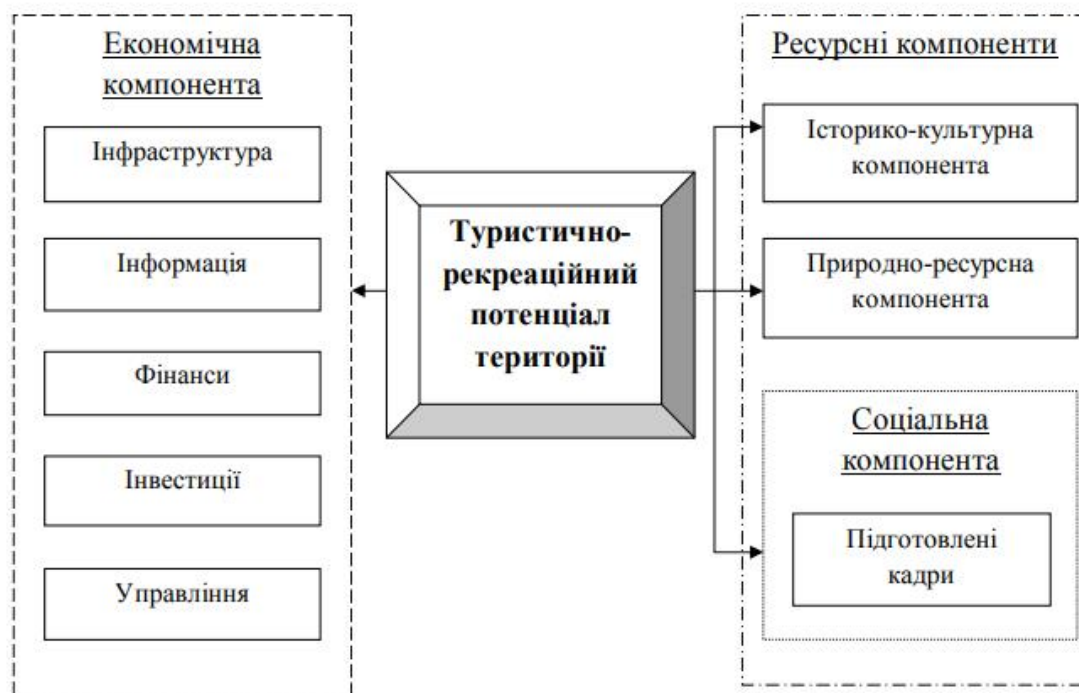 Економічна
компонента
Інфраструктура
Інформація
Фінанси
Інвестиції
Управління
Туристично-
рекреаційний
потенціал
території
Ресурсні компоненти
Історико-культурна
компонента
Природно-ресурсна
компонента
Соціальна
компонента
Підготовлені
кадри